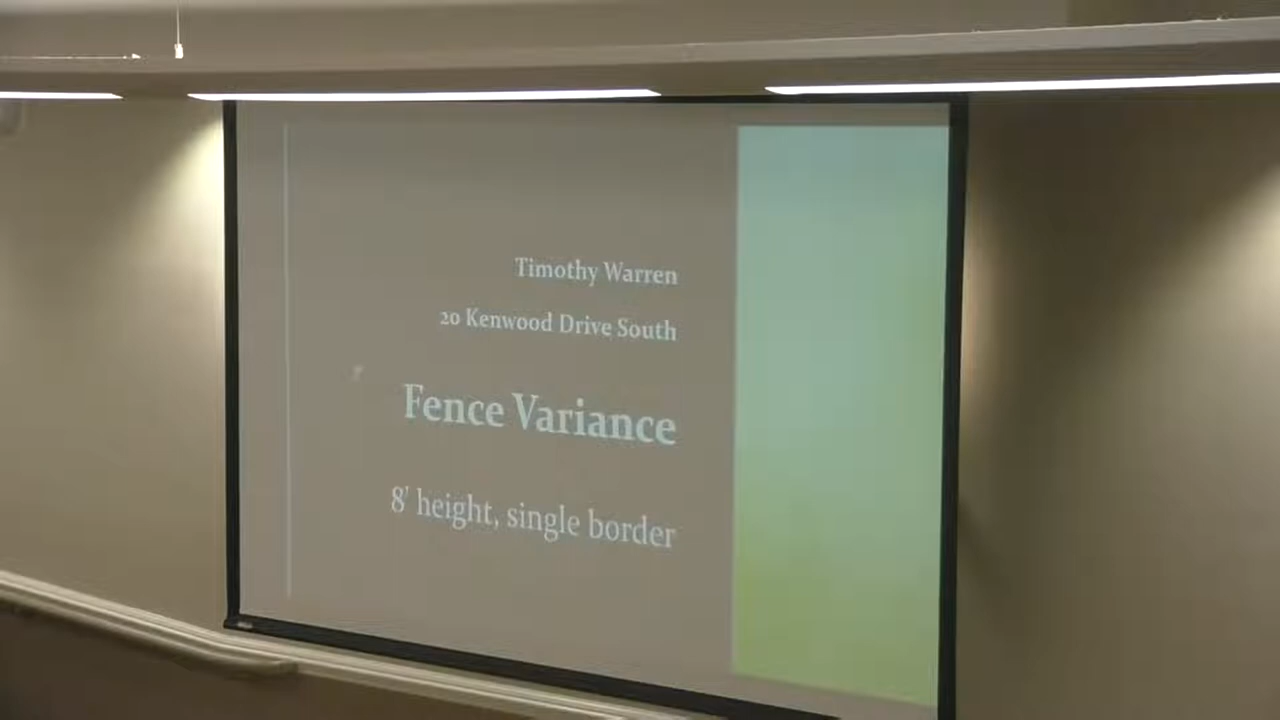 Timothy Warren
20 Kenwood Drive South
Fence Variance
8' height, single border